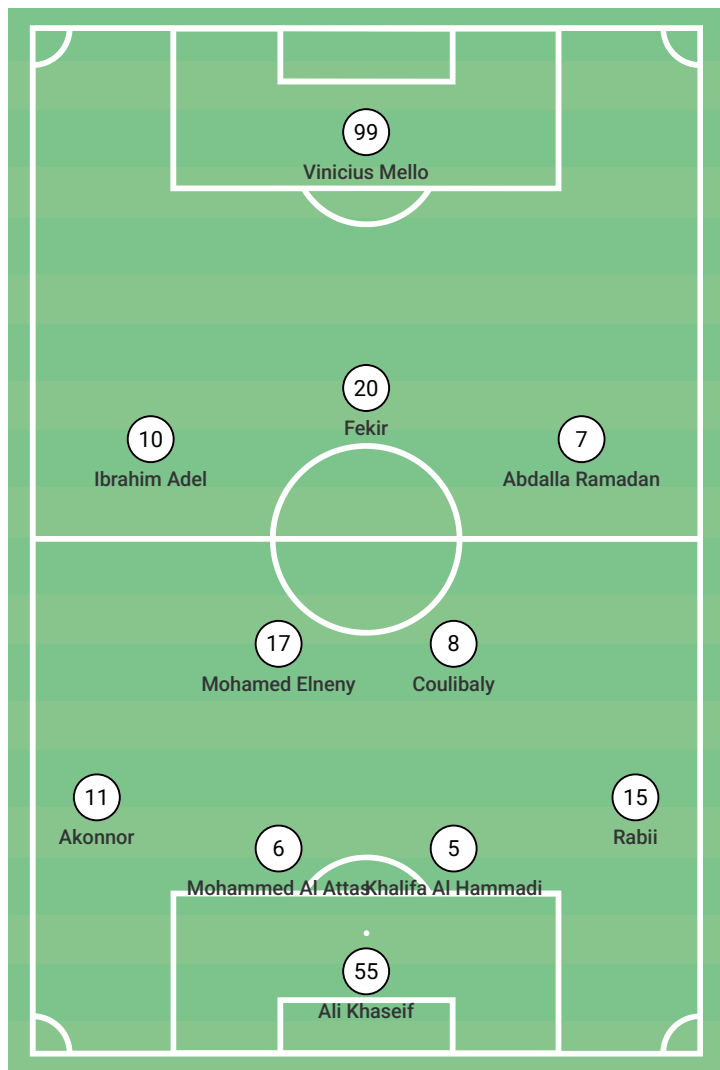 99
Vinicius Mello
20
Fekir
10
Ibrahim Adel
7
Abdalla Ramadan
17
Mohamed Elneny
8
Coulibaly
11
Akonnor
15
Rabii
6
Mohammed Al Attas
5
Khalifa Al Hammadi
55
Ali Khaseif